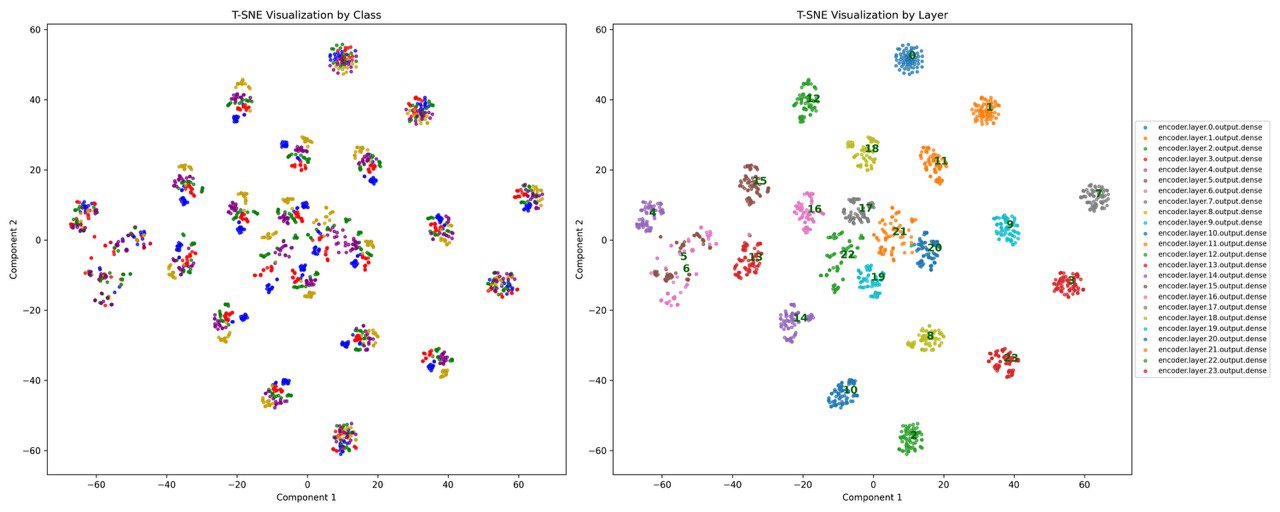 T-SNE Visualization by Class
60
40
20
0
−20
−40
−60
−60
−40
−20
0
20
40
60
Component 1
Component 2
T-SNE Visualization by Layer
60
40
20
0
−20
−40
−60
−60
−40
−20
0
20
40
60
Component 1
Component 2
0
1
12
18
11
15
7
4
16
17
9
21
20
5
6
13
22
19
3
14
8
23
10
2
encoder.layer.0.output.dense
encoder.layer.1.output.dense
encoder.layer.2.output.dense
encoder.layer.3.output.dense
encoder.layer.4.output.dense
encoder.layer.5.output.dense
encoder.layer.6.output.dense
encoder.layer.7.output.dense
encoder.layer.8.output.dense
encoder.layer.9.output.dense
encoder.layer.10.output.dense
encoder.layer.11.output.dense
encoder.layer.12.output.dense
encoder.layer.13.output.dense
encoder.layer.14.output.dense
encoder.layer.15.output.dense
encoder.layer.16.output.dense
encoder.layer.17.output.dense
encoder.layer.18.output.dense
encoder.layer.19.output.dense
encoder.layer.20.output.dense
encoder.layer.21.output.dense
encoder.layer.22.output.dense
encoder.layer.23.output.dense